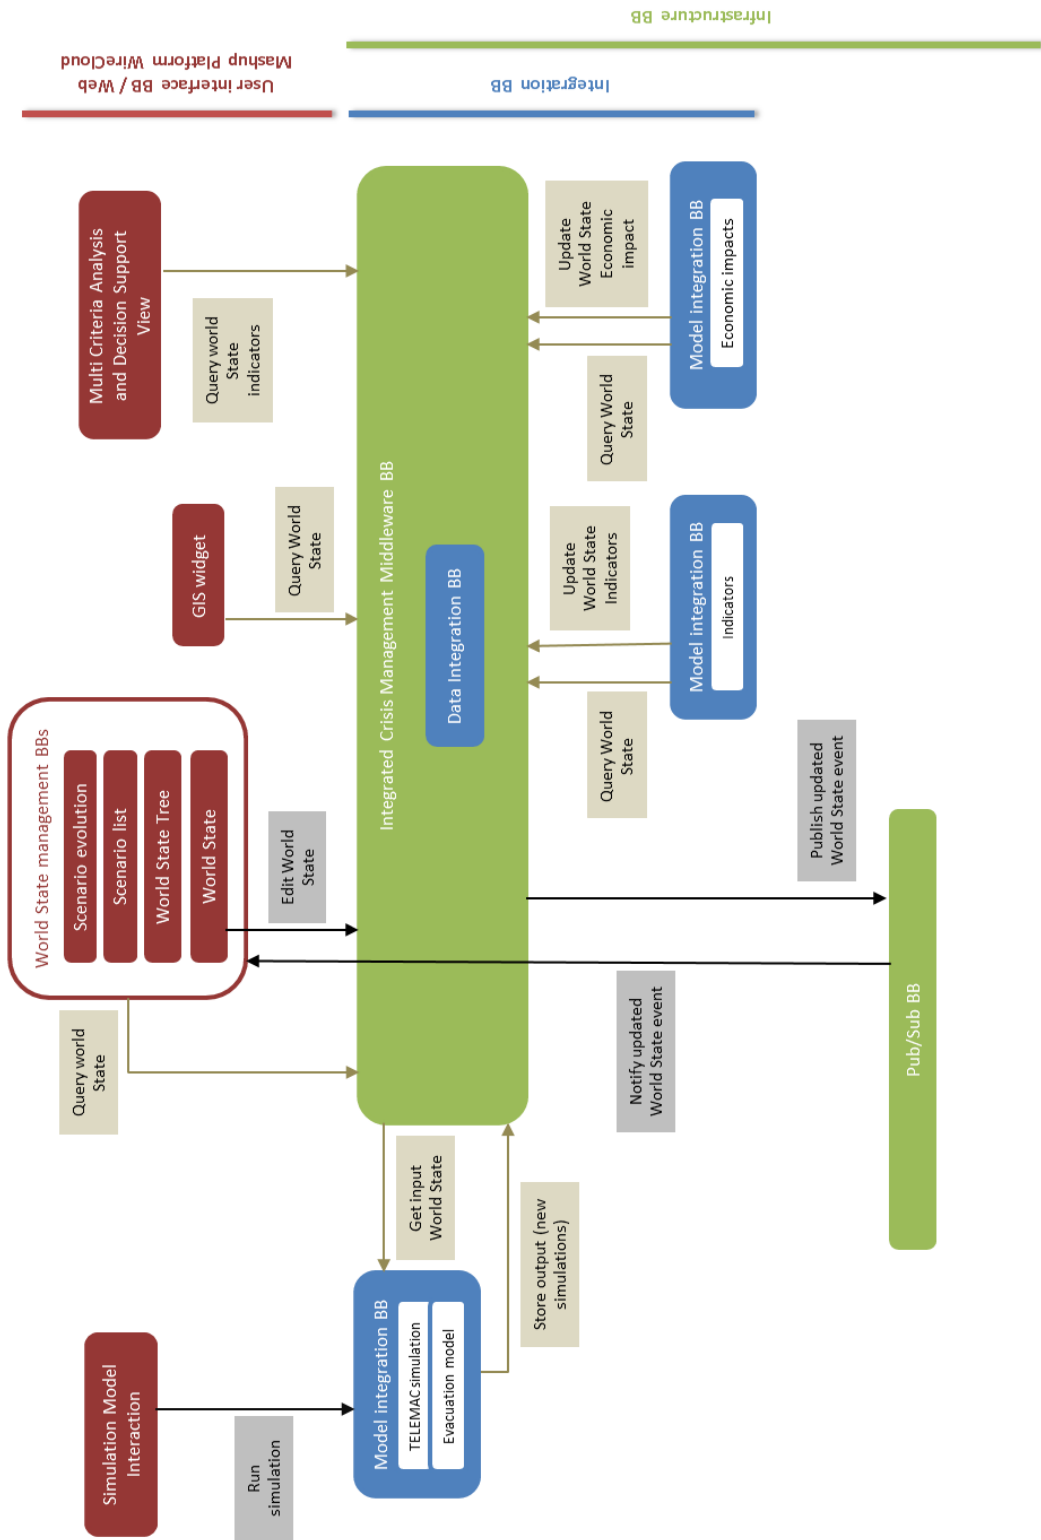 Infrastructure BB
User interface BB / Web
Mashup Platform WireCloud
Integration BB
Simulation Model
Interaction
Run
simulation
Model integration BB
TELEMAC simulation
Evacuation model
Get input
World State
Store output (new
simulations)
Query world
State
World State management BBs
Scenario evolution
Scenario list
World State Tree
World State
Edit World
State
GIS widget
Query World
State
Multi Criteria Analysis
and Decision Support
View
Query world
State
indicators
Integrated Crisis Management Middleware BB
Data Integration BB
Notify updated
World State event
Publish updated
World State event
Pub/Sub BB
Query World
State
Update
World State
Indicators
Model integration BB
Indicators
Query World
State
Update
World State
Economic
impact
Model integration BB
Economic impacts